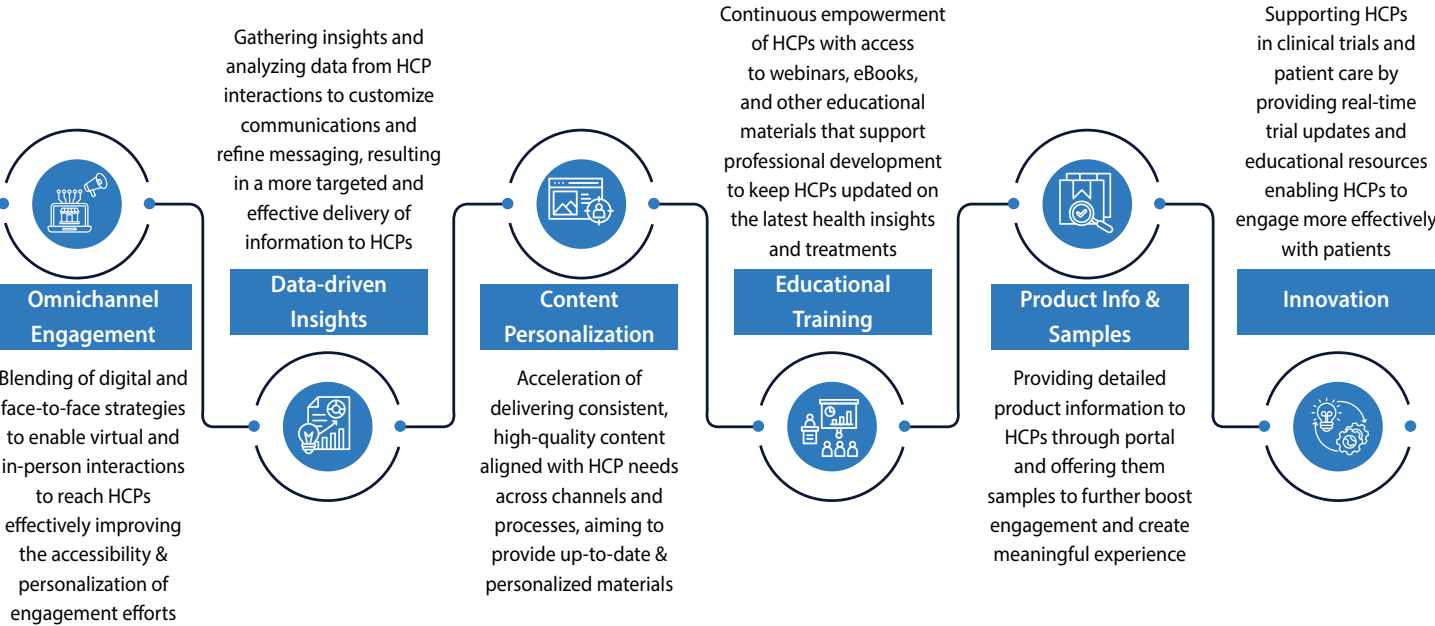 Omnichannel
Engagement
Blending of digital and
face-to-face strategies
to enable virtual and
in-person interactions
to reach HCPs
effectively improving
the accessibility &
personalization of
engagement efforts
Gathering insights and
analyzing data from HCP
interactions to customize
communications and
refine messaging, resulting
in a more targeted and
effective delivery of
information to HCPs
Data-driven
Insights
Content
Personalization
Acceleration of
delivering consistent,
high-quality content
aligned with HCP needs
across channels and
processes, aiming to
provide up-to-date &
personalized materials
Continuous empowerment
of HCPs with access
to webinars, eBooks,
and other educational
materials that support
professional development
to keep HCPs updated on
the latest health insights
and treatments
Educational
Training
Product Info &
Samples
Providing detailed
product information to
HCPs through portal
and offering them
samples to further boost
engagement and create
meaningful experience
Supporting HCPs
in clinical trials and
patient care by
providing real-time
trial updates and
educational resources
enabling HCPs to
engage more effectively
with patients
Innovation